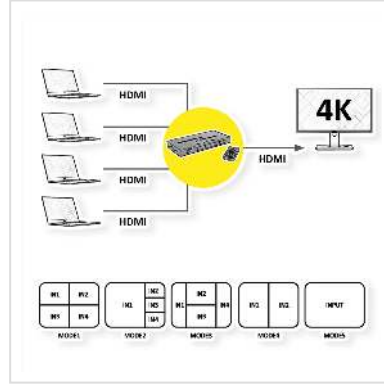 HDMI
HDMI
HDMI
HDMI
HDMI
4K
IN1 IN2
IN3 IN4
MODE1
IN1 IN2
IN3
IN4
MODE2
IN1 IN2 IN4
IN3
MODE3
IN1 IN2
MODE4
INPUT
MODE5